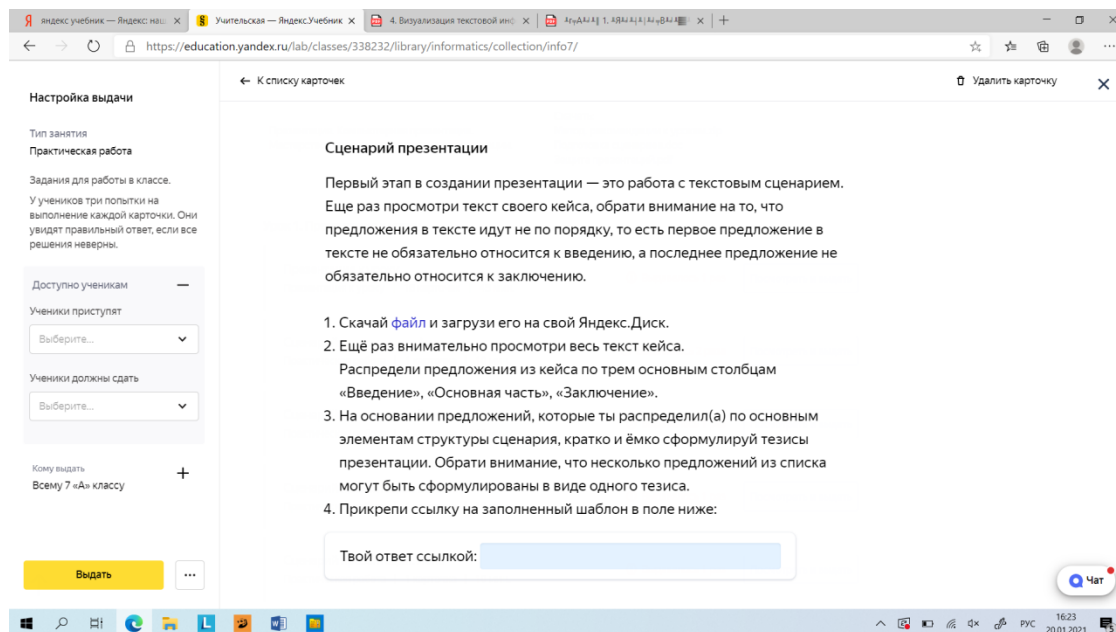 яндекс учебник — Яндекс: наш
Учительская — Яндекс.Учебник
4. Визуализация текстовой инф
https://education.yandex.ru/lab/classes/338232/library/informatics/collection/info7/
← К списку карточек
Удалить карточку
Настройка выдачи
Тип занятия
Практическая работа
Задания для работы в классе.
У учеников три попытки на
выполнение каждой карточки. Они
увидят правильный ответ, если все
решения неверны.
Доступно ученикам
Ученики приступят
Выберите...
Ученики должны сдать
Выберите...
Кому выдать
Всему 7 «А» классу
Выдать
Сценарий презентации
Первый этап в создании презентации — это работа с текстовым сценарием.
Еще раз просмотри текст своего кейса, обрати внимание на то, что
предложения в тексте идут не по порядку, то есть первое предложение в
тексте не обязательно относится к введению, а последнее предложение не
обязательно относится к заключению.
1. Скачай файл и загрузи его на свой Яндекс.Диск.
2. Ещё раз внимательно просмотри весь текст кейса.
Распредели предложения из кейса по трем основным столбцам
«Введение», «Основная часть», «Заключение».
3. На основании предложений, которые ты распределил(а) по основным
элементам структуры сценария, кратко и ёмко сформулируй тезисы
презентации. Обрати внимание, что несколько предложений из списка
могут быть сформулированы в виде одного тезиса.
4. Прикрепи ссылку на заполненный шаблон в поле ниже:
Твой ответ ссылкой:
Чат
РУС
16:23
20.01.2021